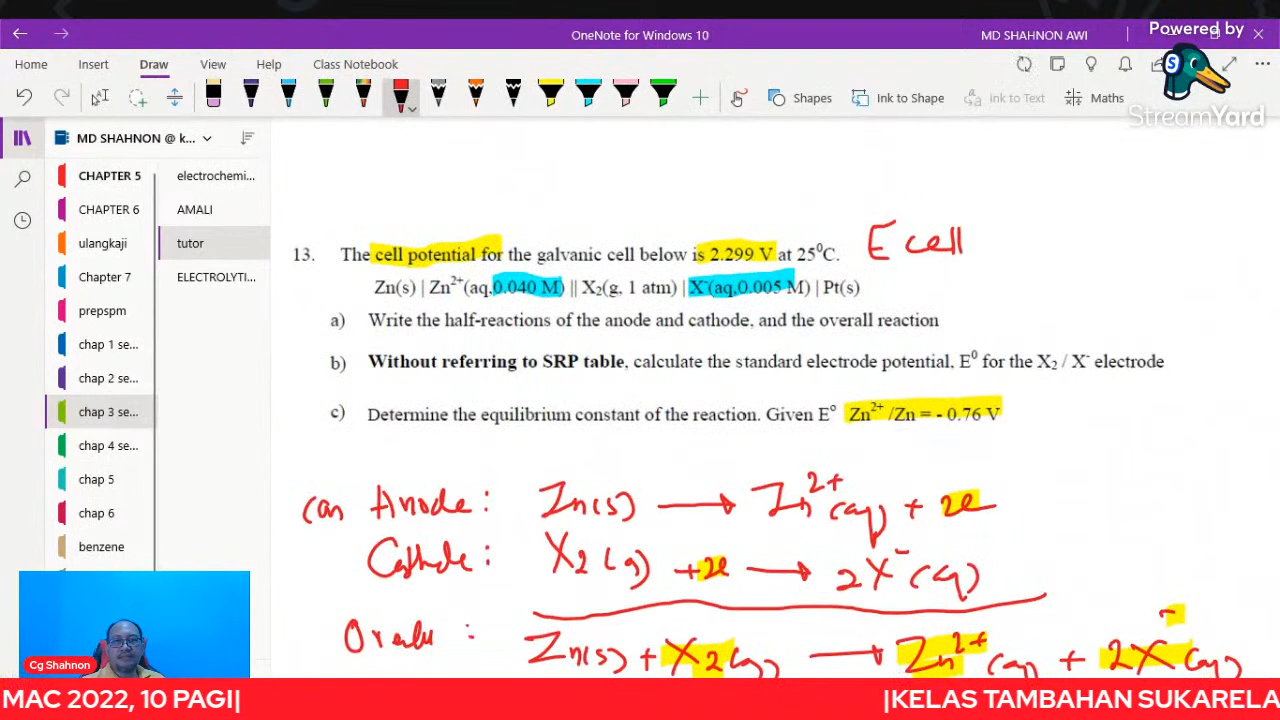 OneNote for Windows 10
MD SHAHNON AWI
Powered by
StreamYard
Home Insert Draw View Help Class Notebook
Shapes Ink to Shape Ink to Text Maths
MD SHAHNON @ k...
CHAPTER 5
CHAPTER 6
ulangkaji
Chapter 7
prepspm
chap 1 se...
chap 2 se...
chap 3 se...
chap 4 se...
chap 5
chap 6
benzene
electrochemi...
AMALI
tutor
ELECTROLYTI...
13. The cell potential for the galvanic cell below is 2.299 V at 25⁰C.
E cell
Zn(s) | Zn²⁺(aq,0.040 M) || X₂(g, 1 atm) | X⁻(aq,0.005 M) | Pt(s)
a) Write the half-reactions of the anode and cathode, and the overall reaction
b) Without referring to SRP table, calculate the standard electrode potential, E⁰ for the X₂ / X⁻ electrode
c) Determine the equilibrium constant of the reaction. Given E° Zn²⁺ /Zn = - 0.76 V
Anode : Zn(s) → Zn²⁺(aq) + 2e
Cathode : X₂(g) + 2e → 2X⁻(aq)
Zn(s) + X₂(g) → Zn²⁺(aq) + 2X⁻(aq)
Cg Shahnon
MAC 2022, 10 PAGI| |KELAS TAMBAHAN SUKARELA